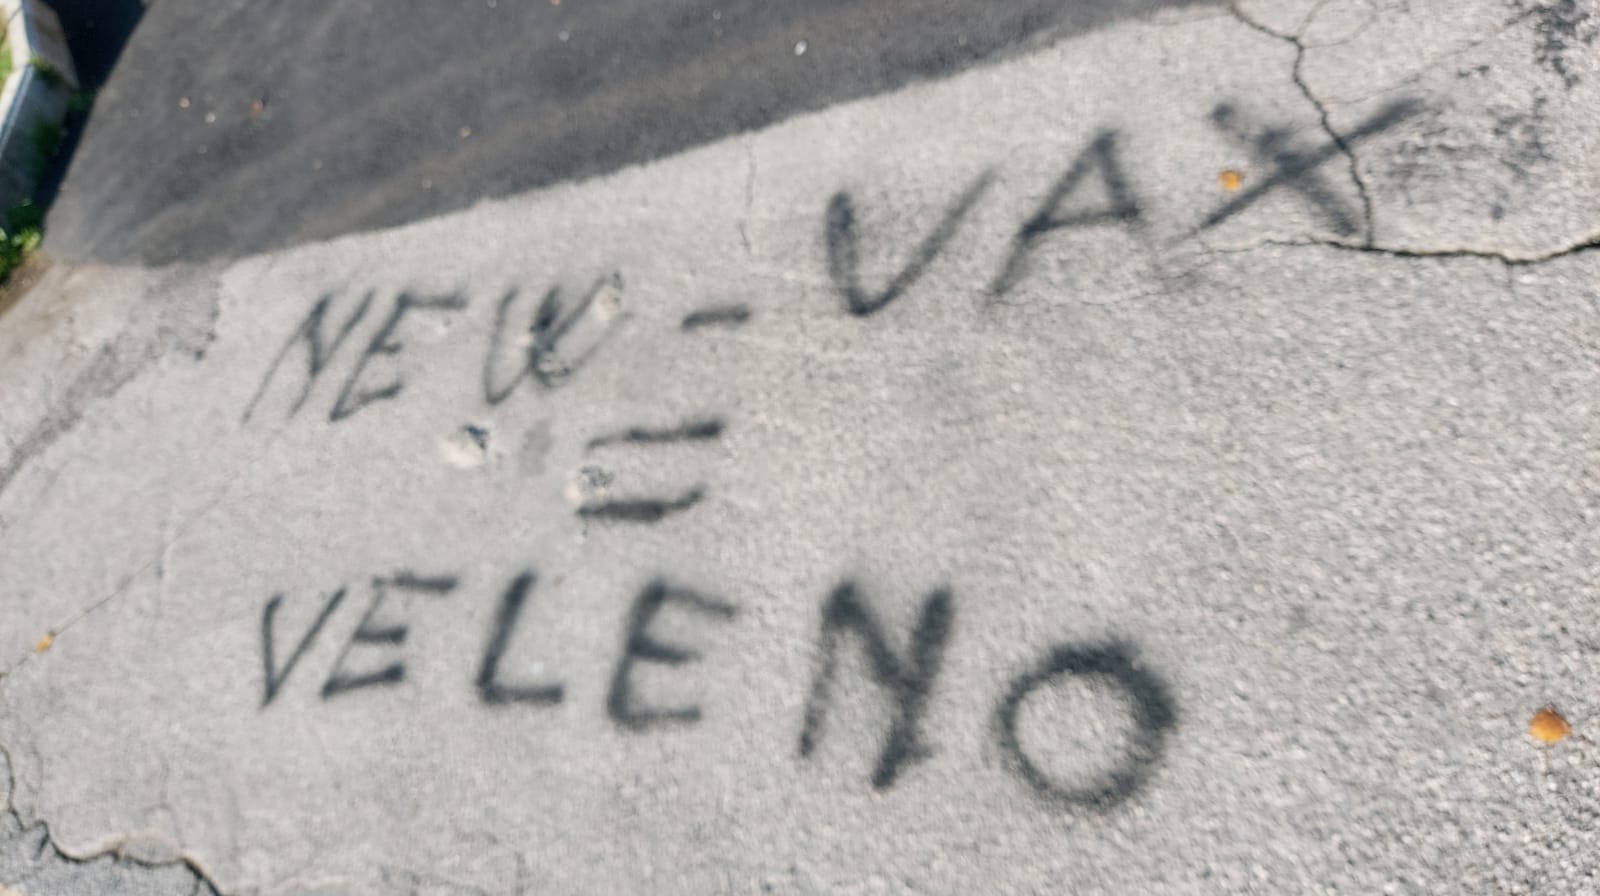 NEW - VAX
=
VELENO